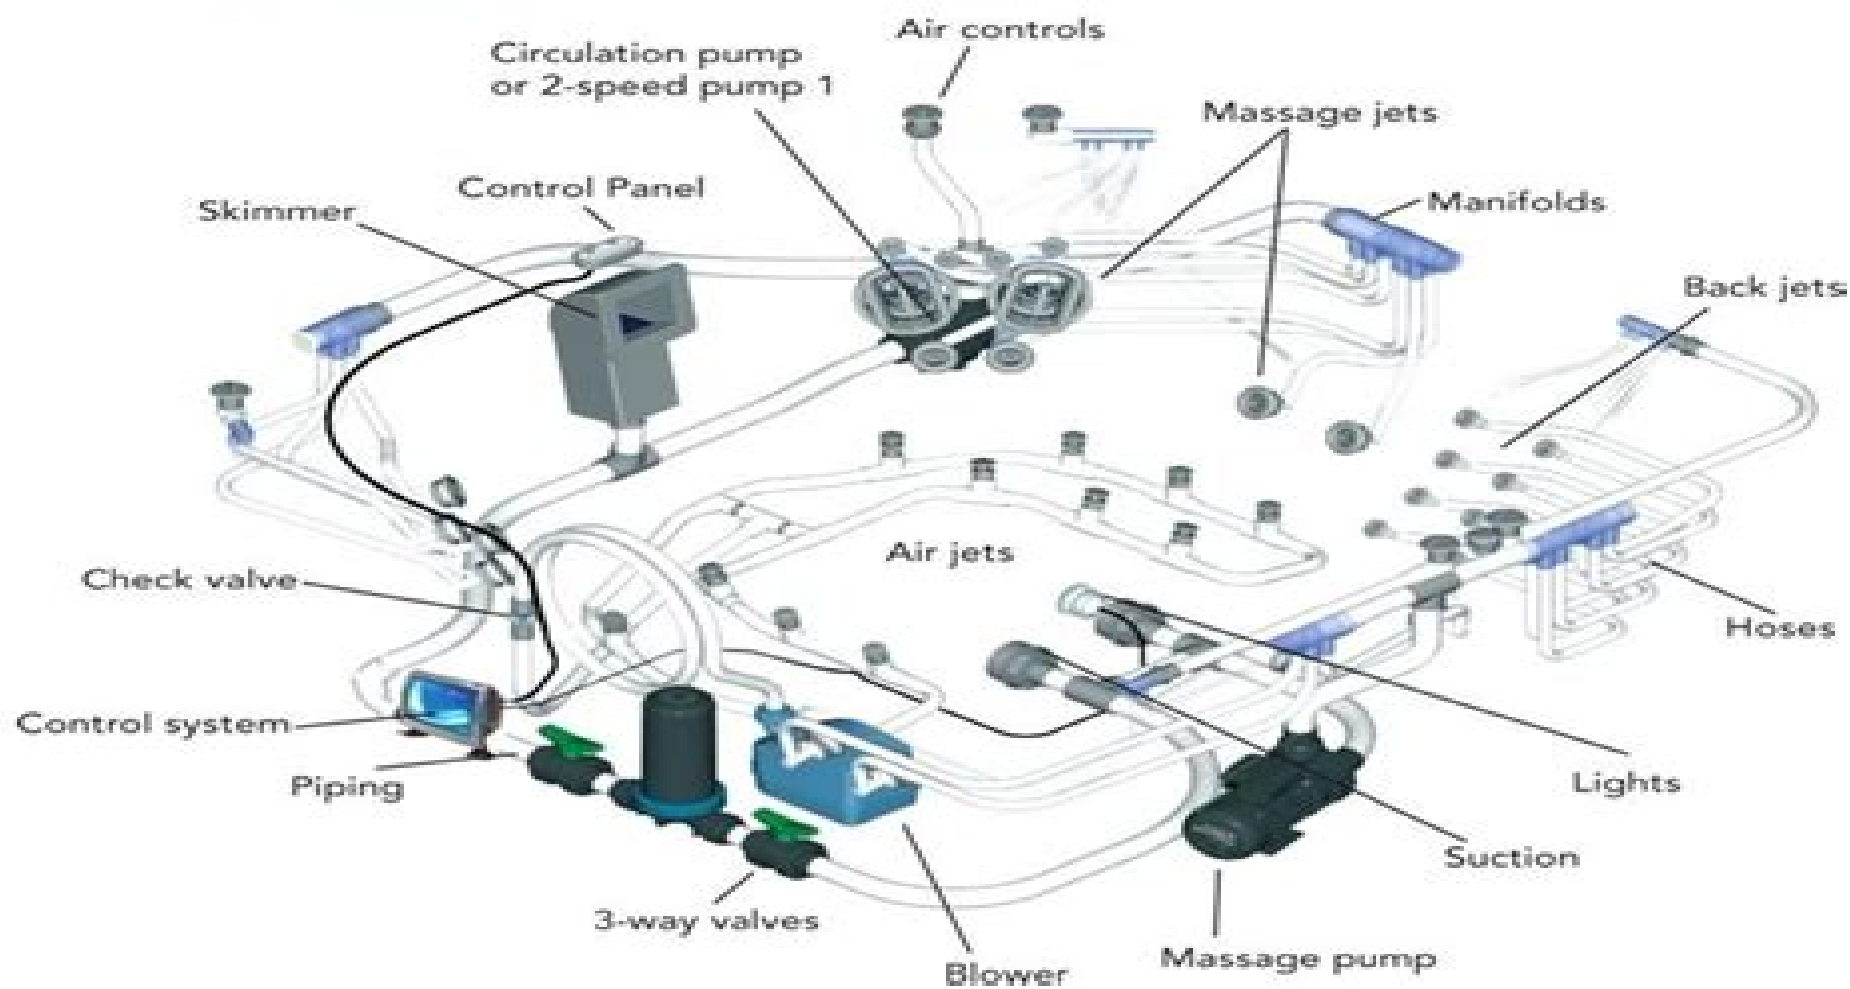 Air controls
Circulation pump
or 2-speed pump 1
Massage jets
Control Panel
Skimmer
Manifolds
Back jets
Air jets
Check valve
Hoses
Control system
Piping
Lights
Suction
3-way valves
Massage pump
Blower